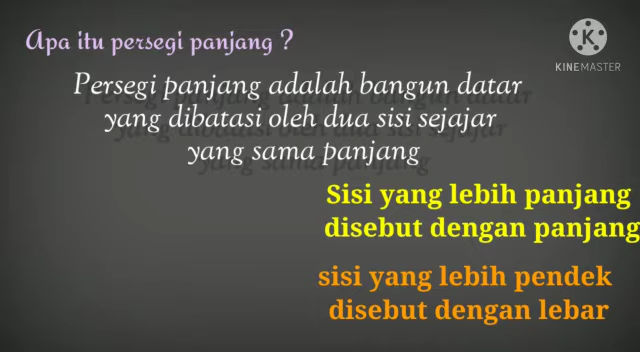 Apa itu persegi panjang ?
KINEMASTER
Persegi panjang adalah bangun datar
yang dibatasi oleh dua sisi sejajar
yang sama panjang
Sisi yang lebih panjang
disebut dengan panjang
sisi yang lebih pendek
disebut dengan lebar